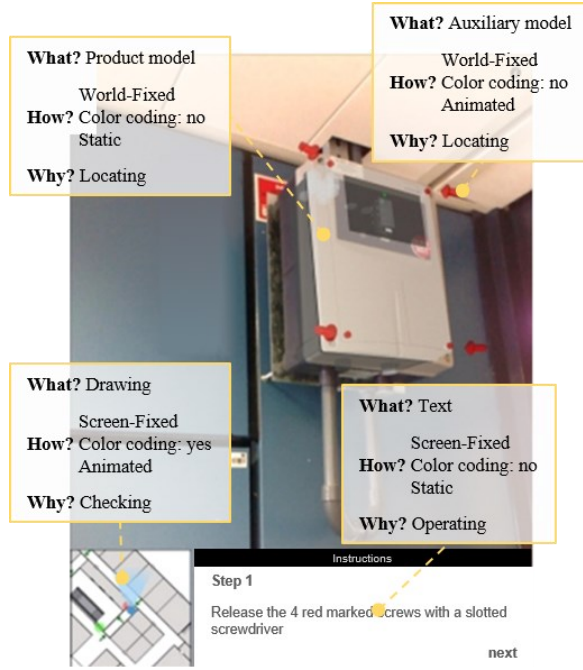 What? Product model
World-Fixed
How? Color coding: no
Static
Why? Locating
What? Auxiliary model
World-Fixed
How? Color coding: no
Animated
Why? Locating
What? Drawing
Screen-Fixed
How? Color coding: yes
Animated
Why? Checking
What? Text
Screen-Fixed
How? Color coding: no
Static
Why? Operating
Instructions
Step 1
Release the 4 red marked screws with a slotted
screwdriver
next